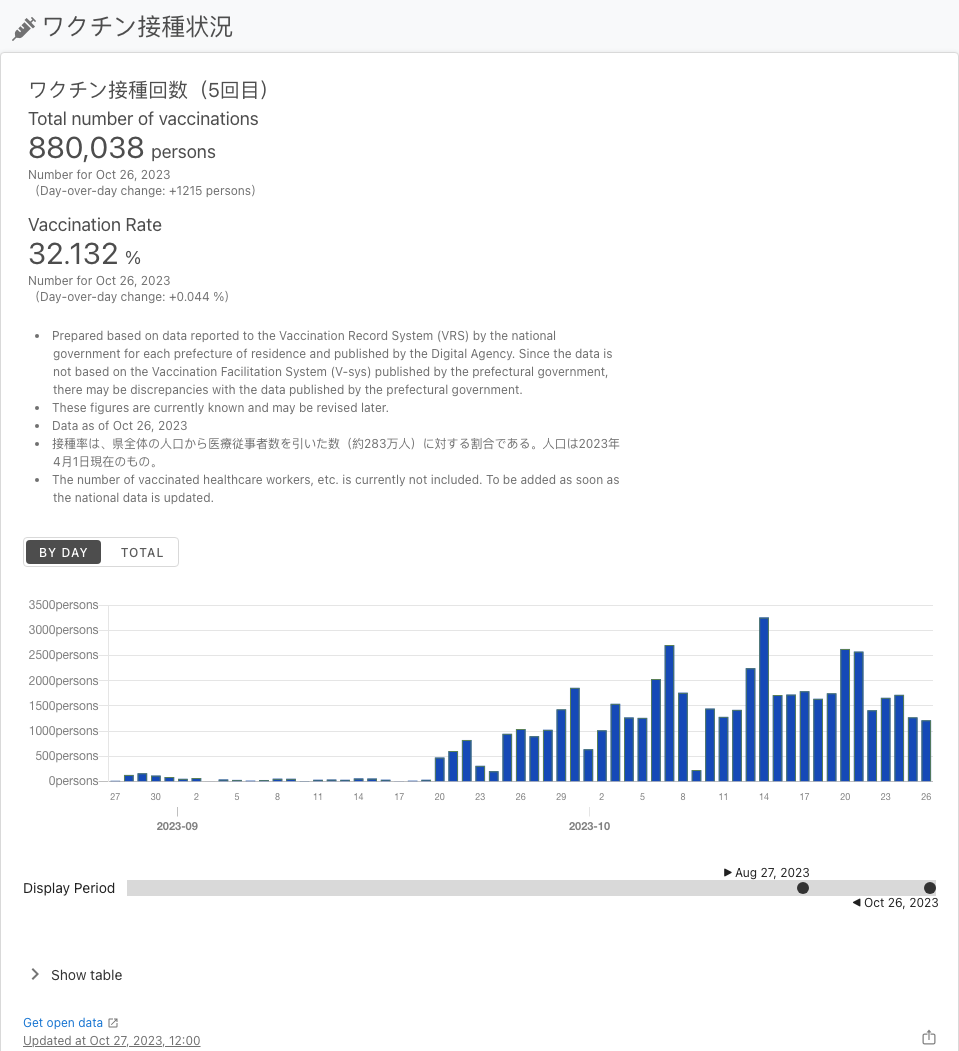 ワクチン接種状況
ワクチン接種回数（5回目）
Total number of vaccinations
880,038 persons
Number for Oct 26, 2023
（Day-over-day change: +1215 persons）
Vaccination Rate
32.132 %
Number for Oct 26, 2023
（Day-over-day change: +0.044 %）
• Prepared based on data reported to the Vaccination Record System (VRS) by the national
government for each prefecture of residence and published by the Digital Agency. Since the data is
not based on the Vaccination Facilitation System (V-sys) published by the prefectural government,
there may be discrepancies with the data published by the prefectural government.
• These figures are currently known and may be revised later.
• Data as of Oct 26, 2023
• 接種率は、県全体の人口から医療従事者数を引いた数（約283万人）に対する割合である。人口は2023年
4月1日現在のもの。
• The number of vaccinated healthcare workers, etc. is currently not included. To be added as soon as
the national data is updated.
BY DAY TOTAL
3500persons
3000persons
2500persons
2000persons
1500persons
1000persons
500persons
0persons
27 30 2 5 8 11 14 17 20 23 26 29 2 5 8 11 14 17 20 23 26
2023-09 2023-10
▶ Aug 27, 2023
Display Period
◀ Oct 26, 2023
Show table
Get open data
Updated at Oct 27, 2023, 12:00